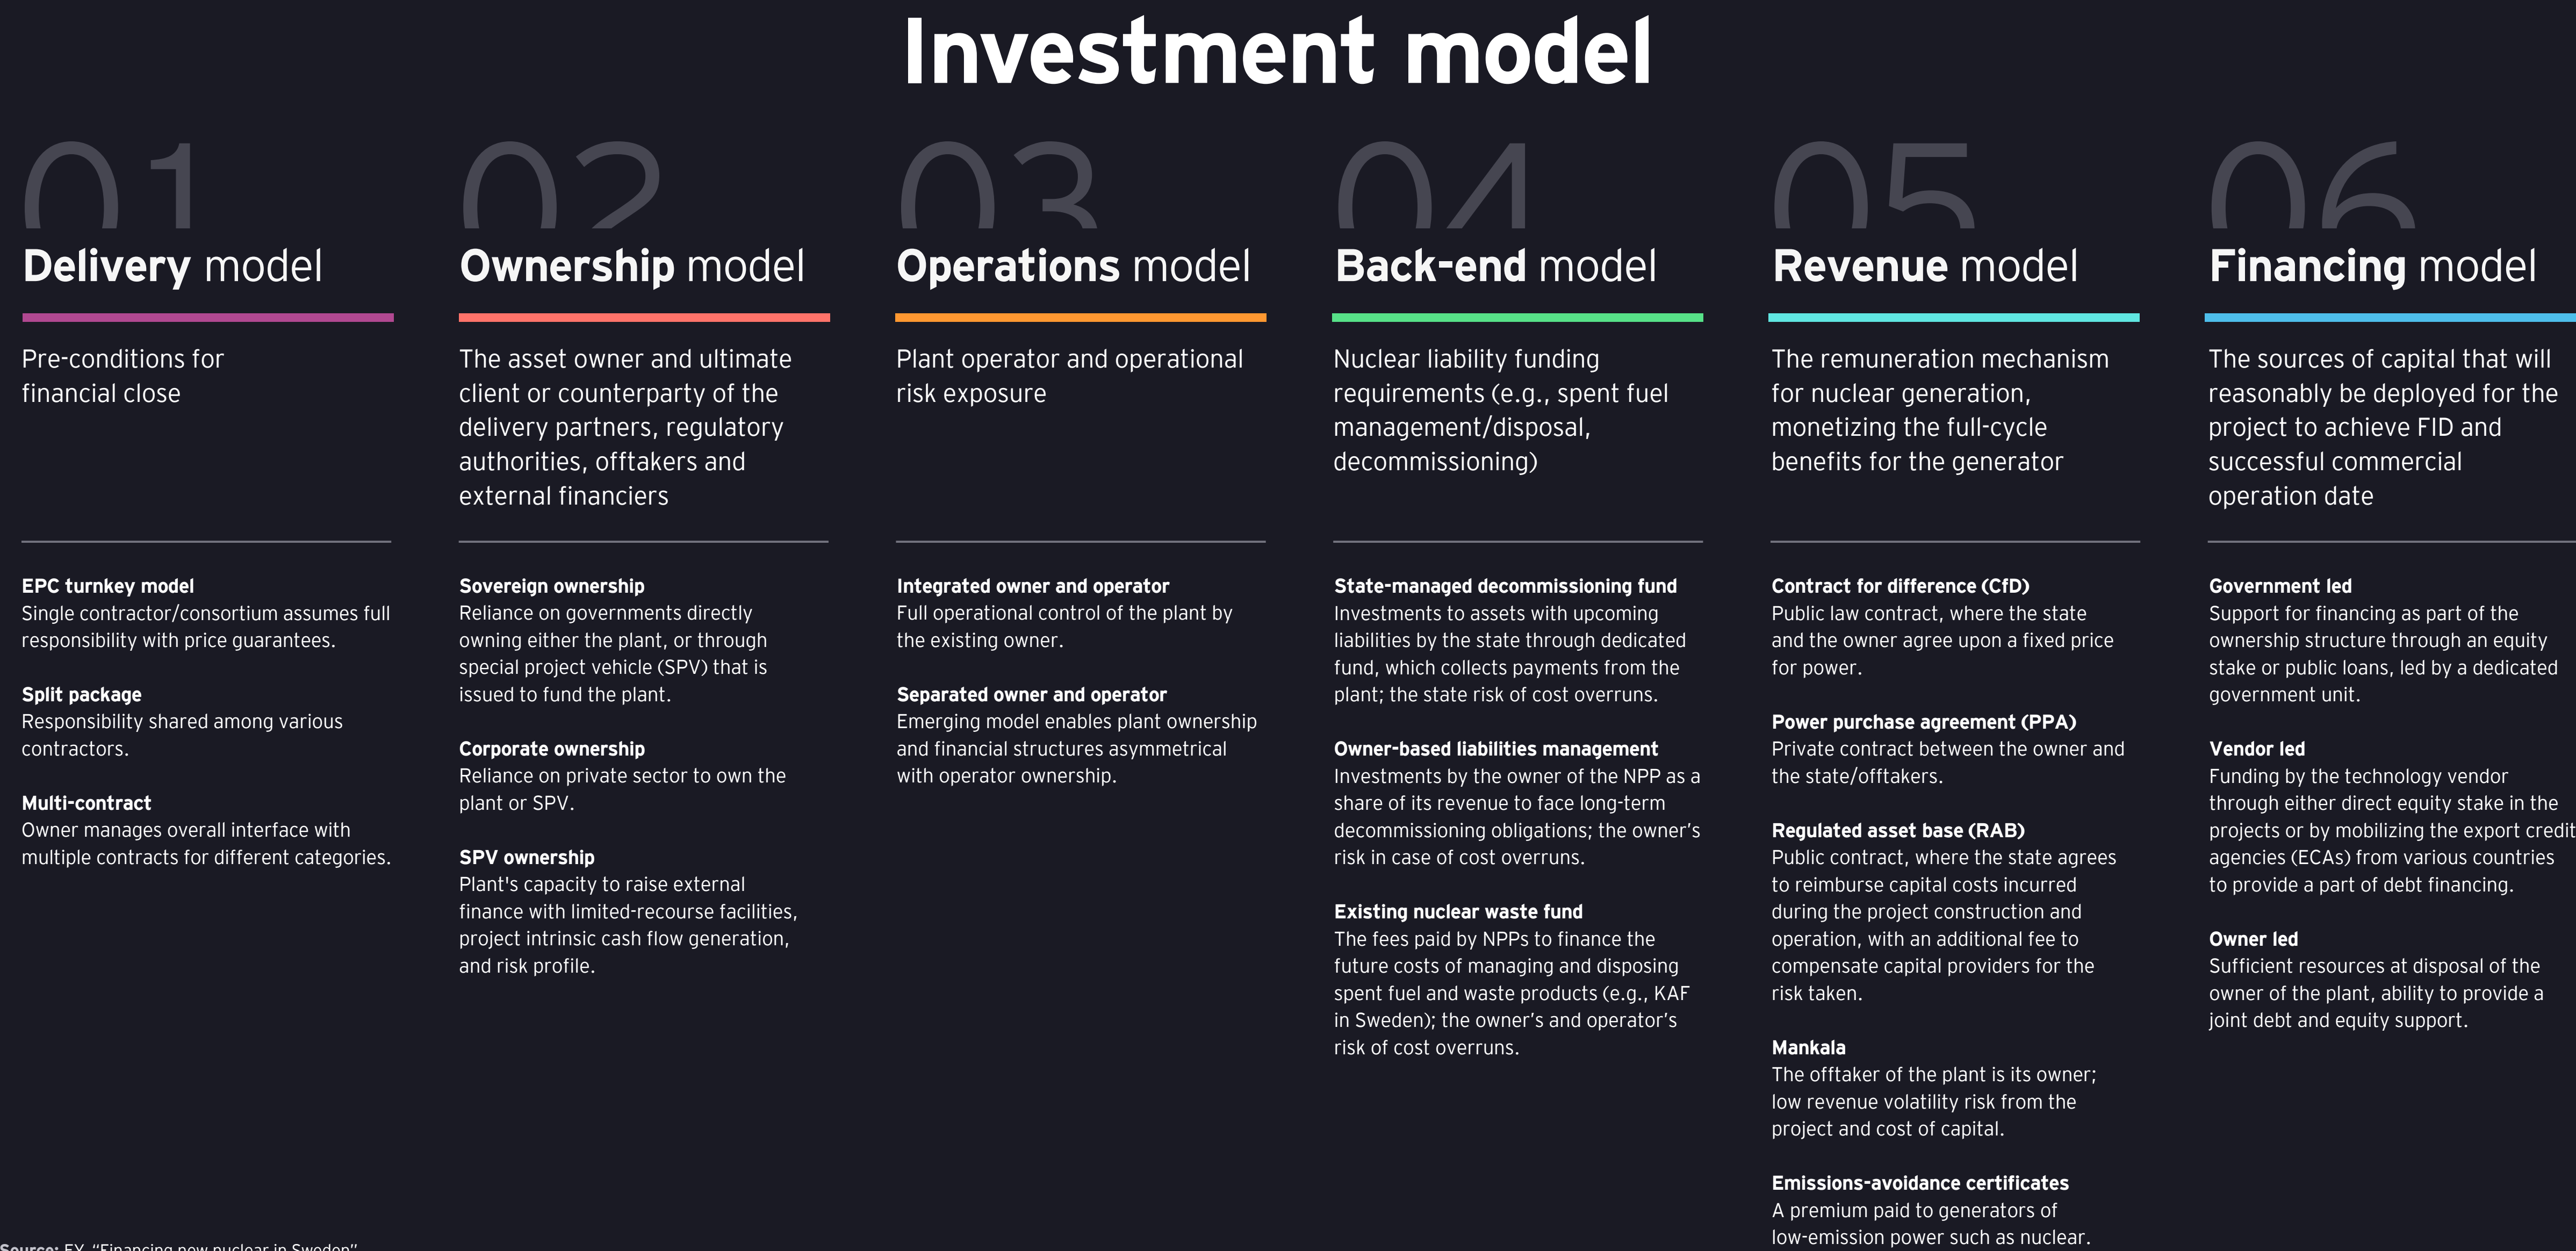 Investment model
01
Delivery model
Pre-conditions for
financial close
EPC turnkey model
Single contractor/consortium assumes full
responsibility with price guarantees.
Split package
Responsibility shared among various
contractors.
Multi-contract
Owner manages overall interface with
multiple contracts for different categories.
02
Ownership model
The asset owner and ultimate
client or counterparty of the
delivery partners, regulatory
authorities, offtakers and
external financiers
Sovereign ownership
Reliance on governments directly
owning either the plant, or through
special project vehicle (SPV) that is
issued to fund the plant.
Corporate ownership
Reliance on private sector to own the
plant or SPV.
SPV ownership
Plant's capacity to raise external
finance with limited-recourse facilities,
project intrinsic cash flow generation,
and risk profile.
03
Operations model
Plant operator and operational
risk exposure
Integrated owner and operator
Full operational control of the plant by
the existing owner.
Separated owner and operator
Emerging model enables plant ownership
and financial structures asymmetrical
with operator ownership.
04
Back-end model
Nuclear liability funding
requirements (e.g., spent fuel
management/disposal,
decommissioning)
State-managed decommissioning fund
Investments to assets with upcoming
liabilities by the state through dedicated
fund, which collects payments from the
plant; the state risk of cost overruns.
Owner-based liabilities management
Investments by the owner of the NPP as a
share of its revenue to face long-term
decommissioning obligations; the owner’s
risk in case of cost overruns.
Existing nuclear waste fund
The fees paid by NPPs to finance the
future costs of managing and disposing
spent fuel and waste products (e.g., KAF
in Sweden); the owner’s and operator’s
risk of cost overruns.
05
Revenue model
The remuneration mechanism
for nuclear generation,
monetizing the full-cycle
benefits for the generator
Contract for difference (CfD)
Public law contract, where the state
and the owner agree upon a fixed price
for power.
Power purchase agreement (PPA)
Private contract between the owner and
the state/offtakers.
Regulated asset base (RAB)
Public contract, where the state agrees
to reimburse capital costs incurred
during the project construction and
operation, with an additional fee to
compensate capital providers for the
risk taken.
Mankala
The offtaker of the plant is its owner;
low revenue volatility risk from the
project and cost of capital.
Emissions-avoidance certificates
A premium paid to generators of
low-emission power such as nuclear.
06
Financing model
The sources of capital that will
reasonably be deployed for the
project to achieve FID and
successful commercial
operation date
Government led
Support for financing as part of the
ownership structure through an equity
stake or public loans, led by a dedicated
government unit.
Vendor led
Funding by the technology vendor
through either direct equity stake in the
projects or by mobilizing the export credit
agencies (ECAs) from various countries
to provide a part of debt financing.
Owner led
Sufficient resources at disposal of the
owner of the plant, ability to provide a
joint debt and equity support.
Source: EY, “Financing new nuclear in Sweden”